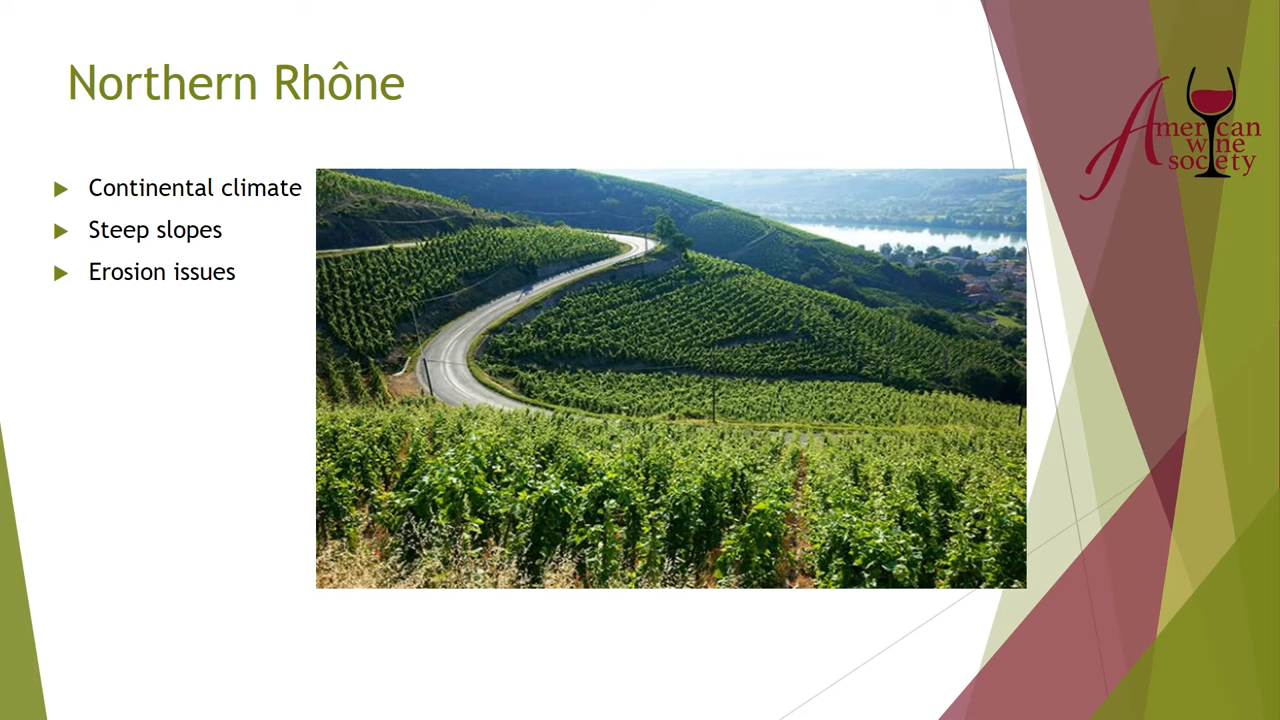 Northern Rhône
Continental climate
Steep slopes
Erosion issues
American
wine
society